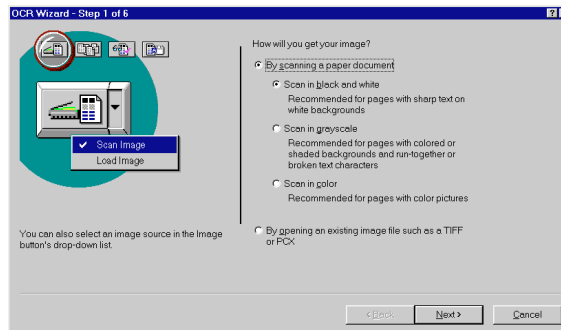 OCR Wizard - Step 1 of 6
How will you get your image?
By scanning a paper document
Scan in black and white
Recommended for pages with sharp text on
white backgrounds
Scan in grayscale
Recommended for pages with colored or
shaded backgrounds and run-together or
broken text characters
Scan in color
Recommended for pages with color pictures
By opening an existing image file such as a TIFF
or PCX
Scan Image
Load Image
You can also select an image source in the Image
button's drop-down list.
< Back
Next >
Cancel